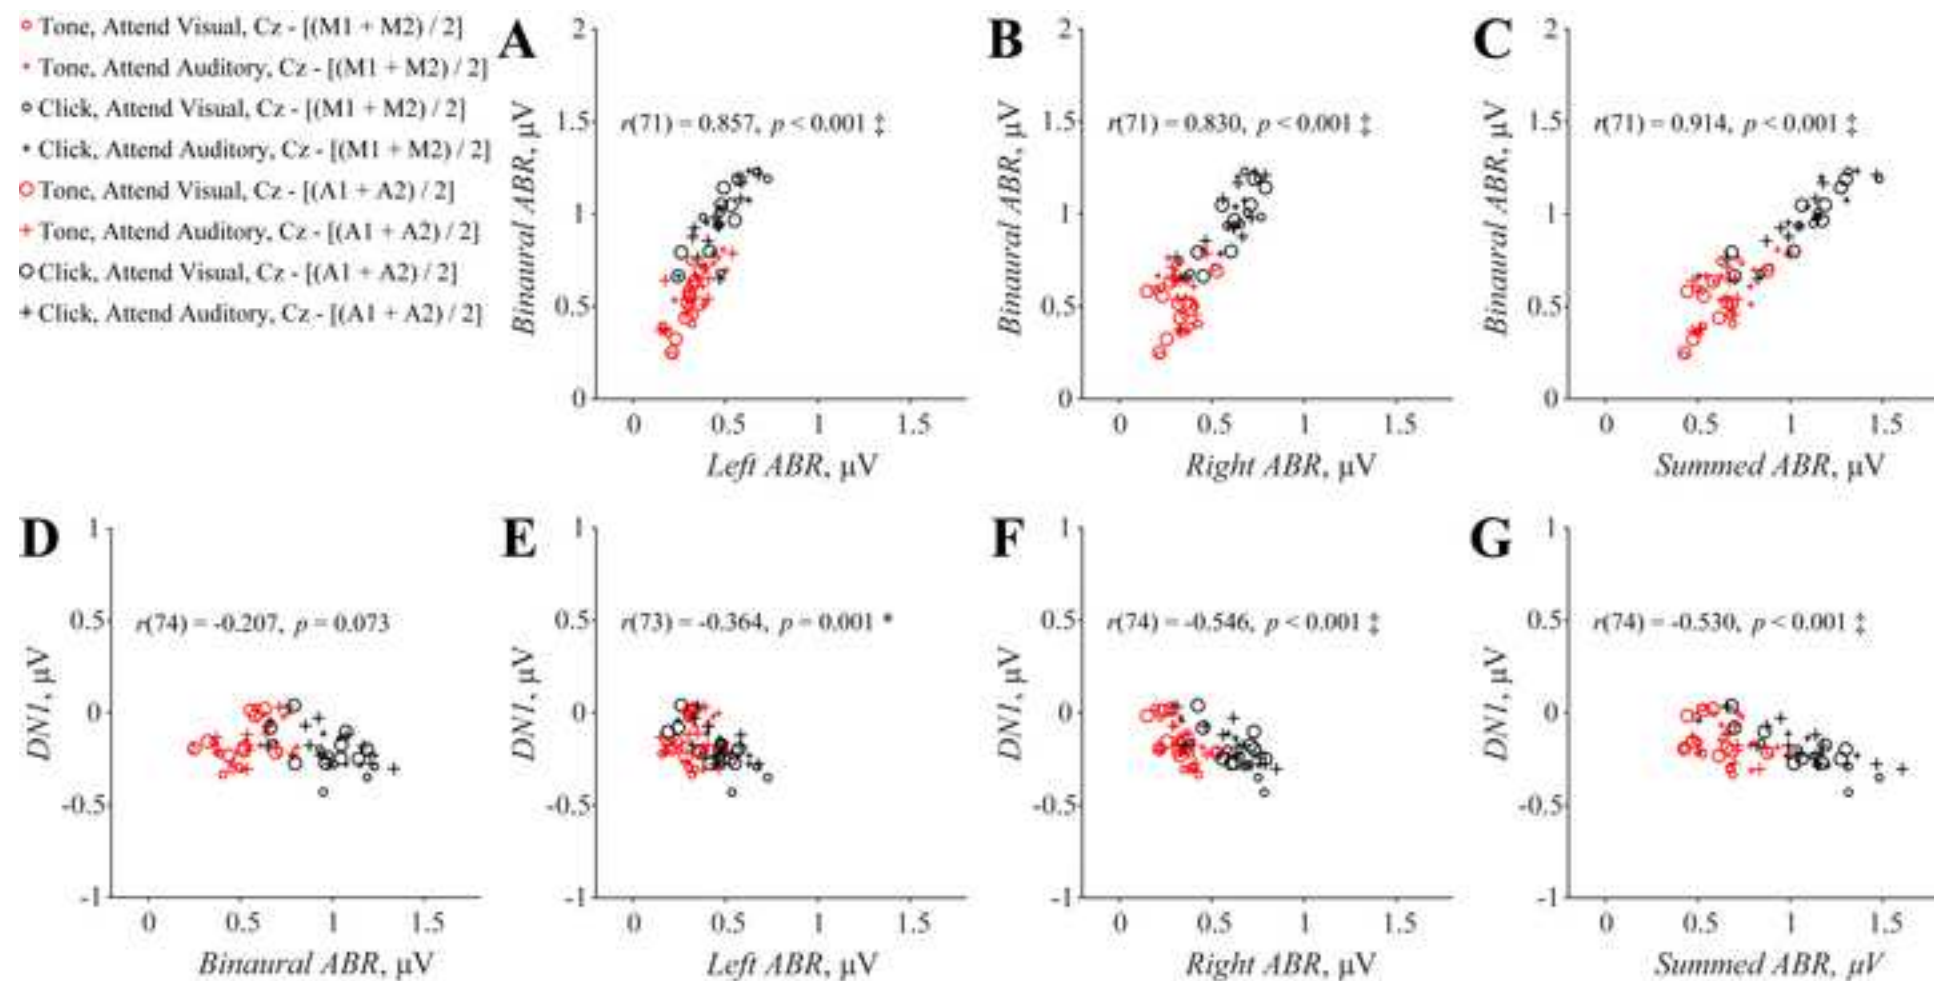 Tone, Attend Visual, Cz - [(M1 + M2) / 2]
Tone, Attend Auditory, Cz - [(M1 + M2) / 2]
Click, Attend Visual, Cz - [(M1 + M2) / 2]
Click, Attend Auditory, Cz - [(M1 + M2) / 2]
Tone, Attend Visual, Cz - [(A1 + A2) / 2]
Tone, Attend Auditory, Cz - [(A1 + A2) / 2]
Click, Attend Visual, Cz - [(A1 + A2) / 2]
Click, Attend Auditory, Cz - [(A1 + A2) / 2]
A
2
1.5
1
0.5
0
Binaural ABR, µV
r(71) = 0.857, p < 0.001 ‡
0 0.5 1 1.5
Left ABR, µV
B
2
1.5
1
0.5
0
Binaural ABR, µV
r(71) = 0.830, p < 0.001 ‡
0 0.5 1 1.5
Right ABR, µV
C
2
1.5
1
0.5
0
Binaural ABR, µV
r(71) = 0.914, p < 0.001 ‡
0 0.5 1 1.5
Summed ABR, µV
D
1
0.5
0
-0.5
-1
DN1, µV
r(74) = -0.207, p = 0.073
0 0.5 1 1.5
Binaural ABR, µV
E
1
0.5
0
-0.5
-1
DN1, µV
r(73) = -0.364, p = 0.001 *
0 0.5 1 1.5
Left ABR, µV
F
1
0.5
0
-0.5
-1
DN1, µV
r(74) = -0.546, p < 0.001 ‡
0 0.5 1 1.5
Right ABR, µV
G
1
0.5
0
-0.5
-1
DN1, µV
r(74) = -0.530, p < 0.001 ‡
0 0.5 1 1.5
Summed ABR, µV